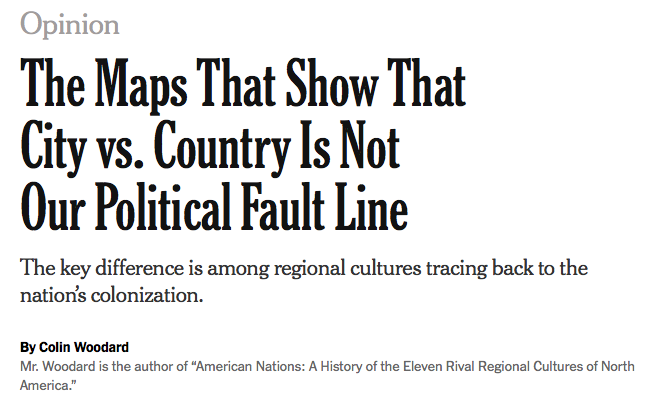 Opinion
The Maps That Show That
City vs. Country Is Not
Our Political Fault Line
The key difference is among regional cultures tracing back to the
nation’s colonization.
By Colin Woodard
Mr. Woodard is the author of “American Nations: A History of the Eleven Rival Regional Cultures of North
America.”